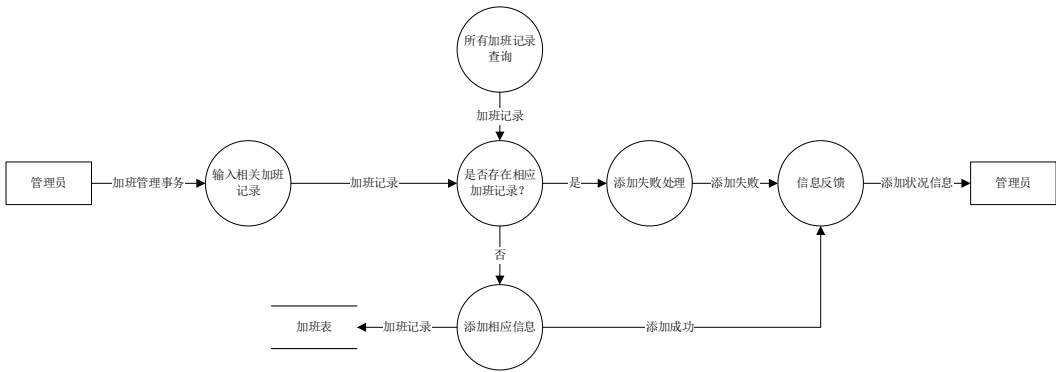 所有加班记录
查询
加班记录
管理员
加班管理事务
输入相关加班
记录
加班记录
是否存在相应
加班记录？
是
添加失败处理
添加失败
信息反馈
添加状况信息
管理员
否
加班表
加班记录
添加相应信息
添加成功